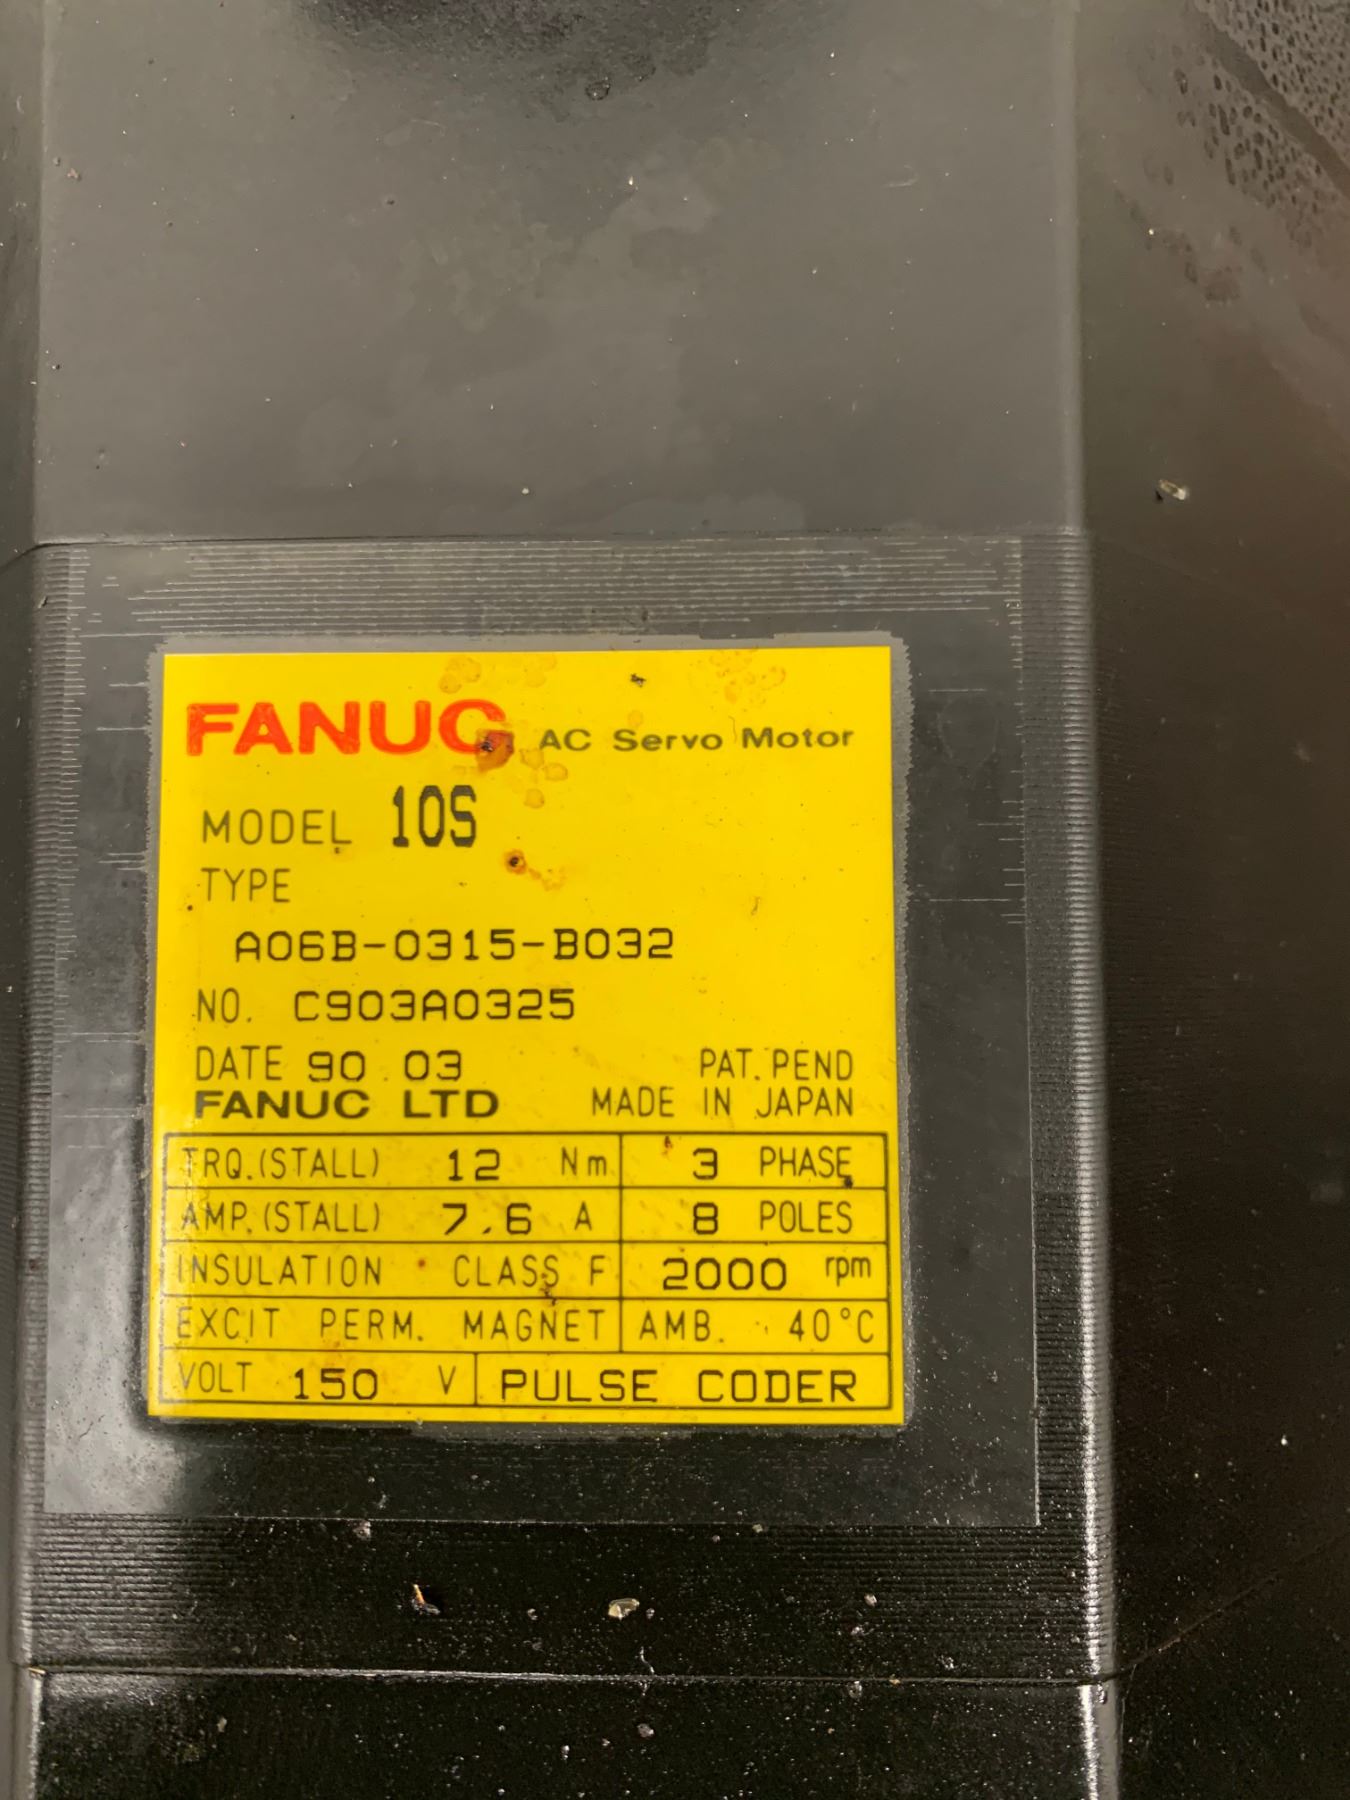 FANUC AC Servo Motor
MODEL 10S
TYPE
A06B-0315-B032
NO. C903A0325
DATE 90.03 PAT. PEND
FANUC LTD MADE IN JAPAN
TRQ.(STALL) 12 Nm 3 PHASE
AMP.(STALL) 7.6 A 8 POLES
INSULATION CLASS F 2000 rpm
EXCIT PERM. MAGNET AMB. 40°C
VOLT 150 V PULSE CODER